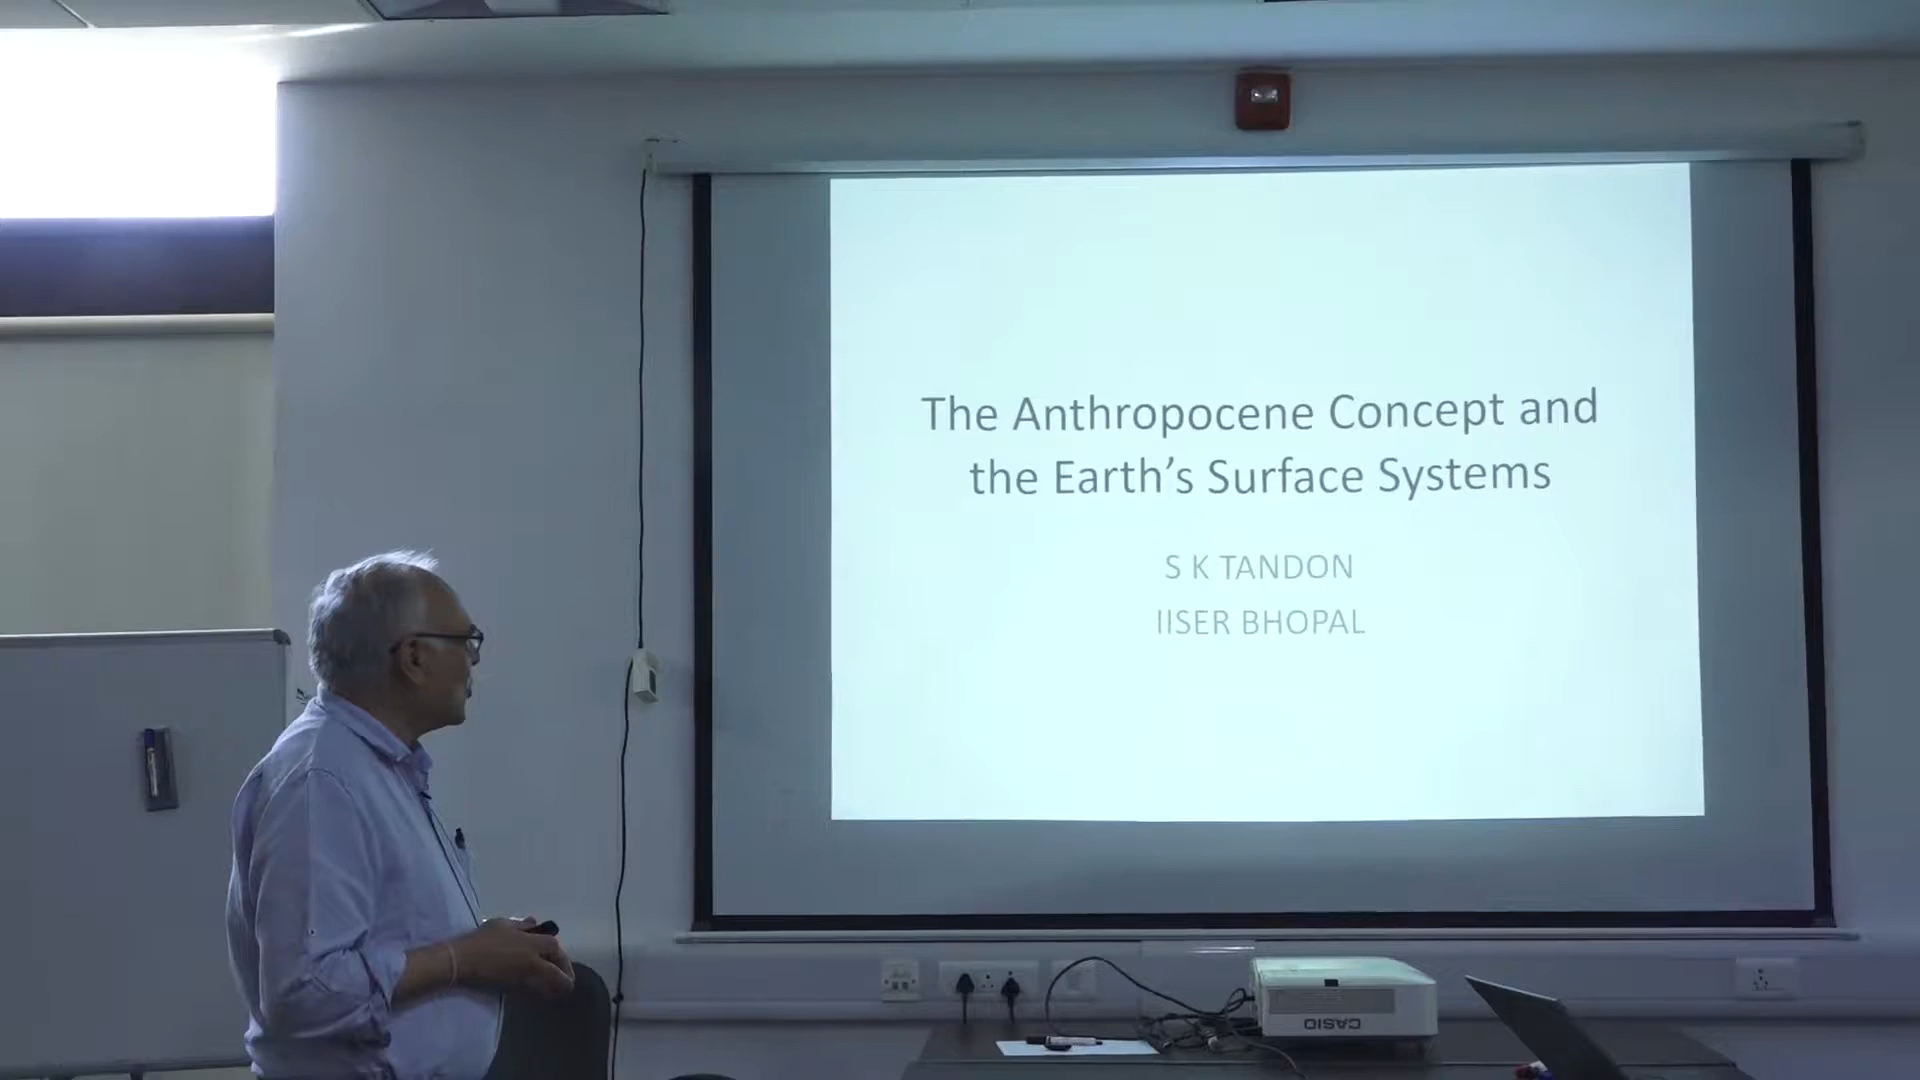 The Anthropocene Concept and
the Earth's Surface Systems
S K TANDON
IISER BHOPAL
CASIO